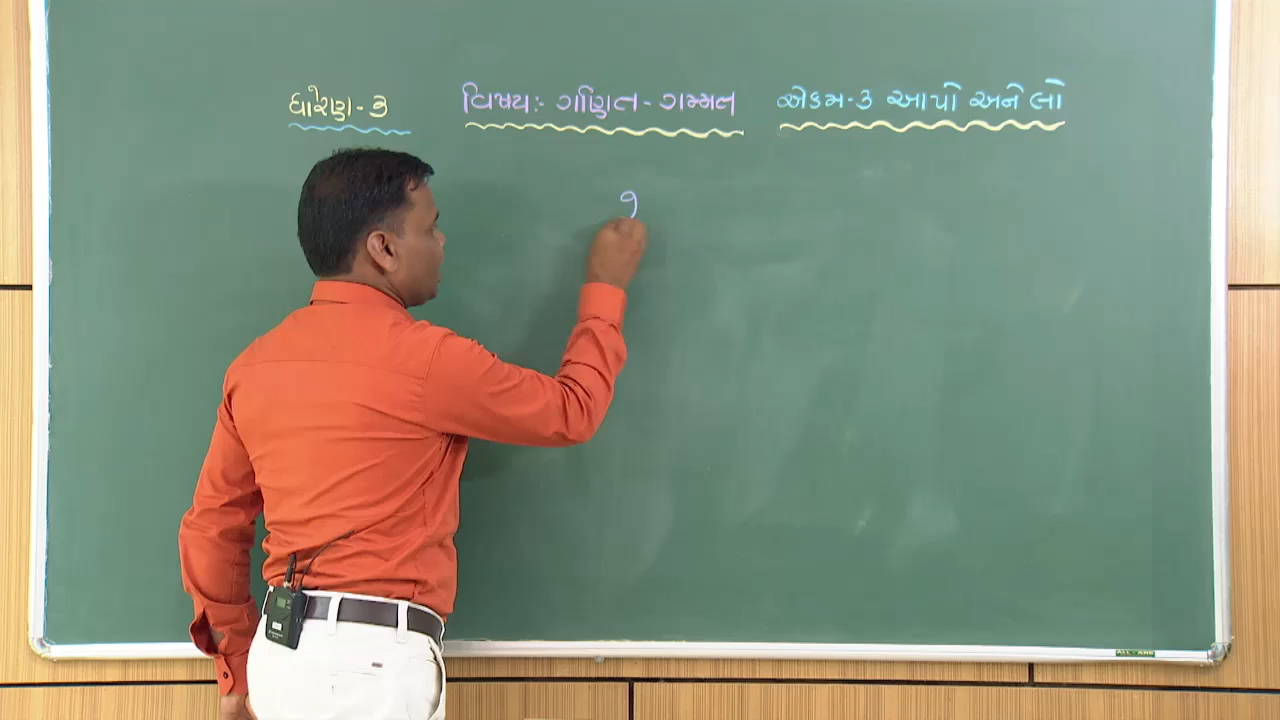 ધોરણ - ૩ વિષય:- ગણિત - ગમ્મત એકમ - ૩ આપો અને લો
૧